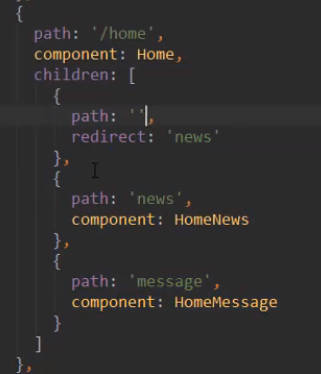 {
path: '/home',
component: Home,
children: [
{
path: '',
redirect: 'news'
},
{
path: 'news',
component: HomeNews
},
{
path: 'message',
component: HomeMessage
}
]
},